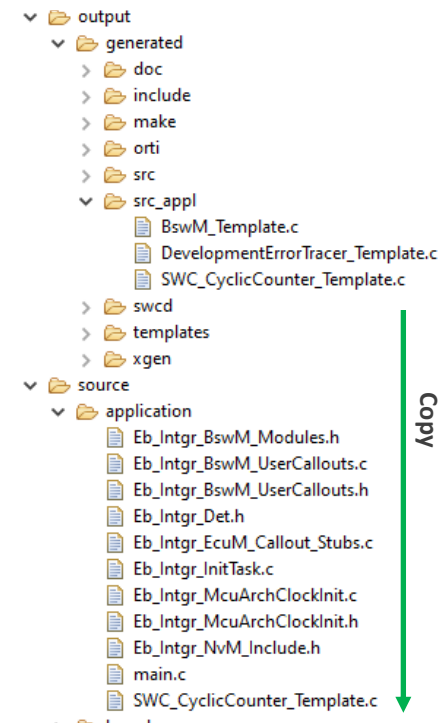 output
generated
doc
include
make
orti
src
src_appl
BswM_Template.c
DevelopmentErrorTracer_Template.c
SWC_CyclicCounter_Template.c
swcd
templates
xgen
source
application
Eb_Intgr_BswM_Modules.h
Eb_Intgr_BswM_UserCallouts.c
Eb_Intgr_BswM_UserCallouts.h
Eb_Intgr_Det.h
Eb_Intgr_EcuM_Callout_Stubs.c
Eb_Intgr_InitTask.c
Eb_Intgr_McuArchClockInit.c
Eb_Intgr_McuArchClockInit.h
Eb_Intgr_NvM_Include.h
main.c
SWC_CyclicCounter_Template.c
Copy